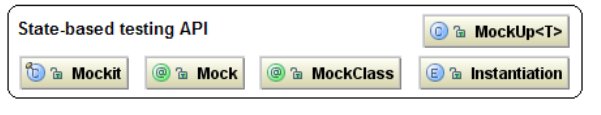 State-based testing API
C MockUp<T>
C Mockit
@ Mock
@ MockClass
E Instantiation